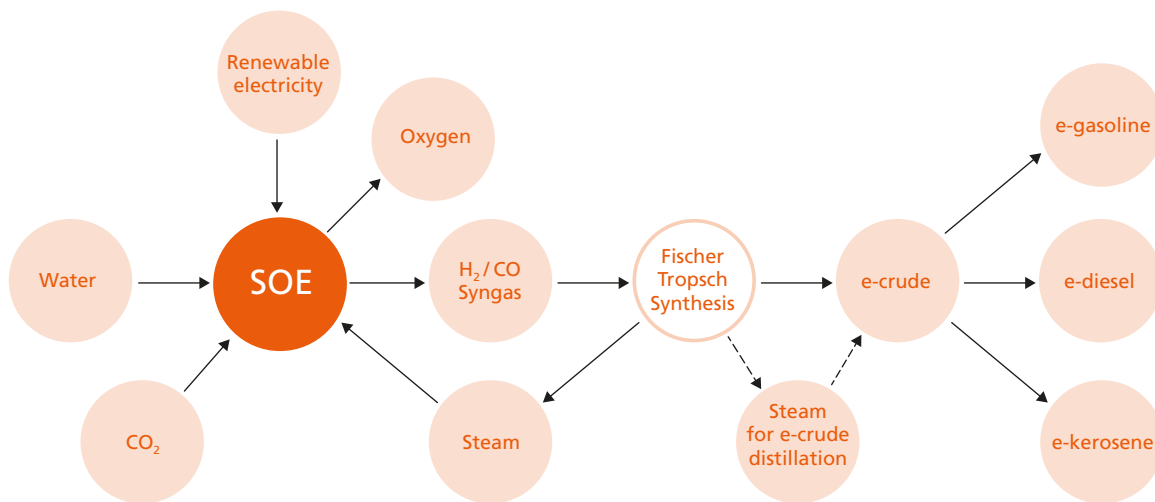 Renewable
electricity
Oxygen
e-gasoline
Water
SOE
H₂ / CO
Syngas
Fischer
Tropsch
Synthesis
e-crude
e-diesel
CO₂
Steam
Steam
for e-crude
distillation
e-kerosene